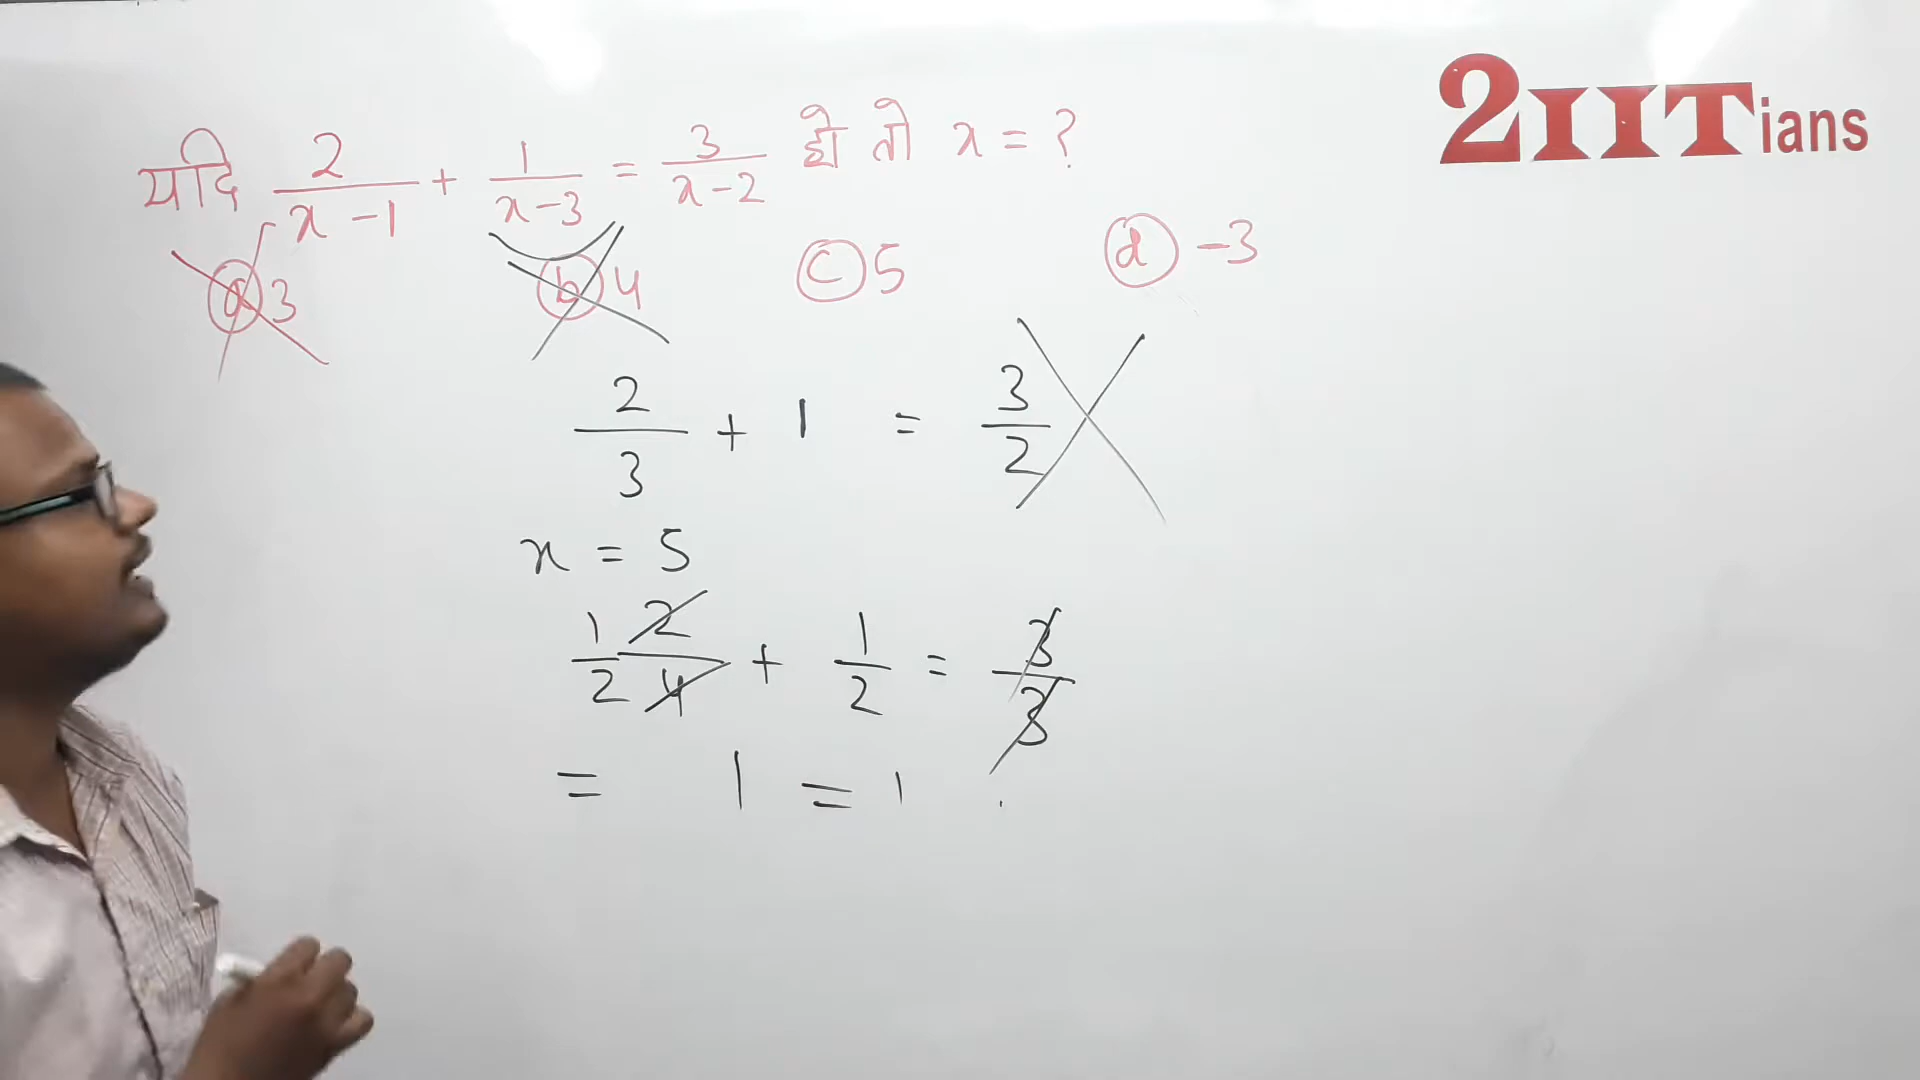 2IITians
यदि 2/(x-1) + 1/(x-3) = 3/(x-2) हो तो x = ?
(a) 3 (b) 4 (c) 5 (d) -3
2/3 + 1 = 3/2
x = 5
1/2 2/4 + 1/2 = 3/3
= 1 = 1